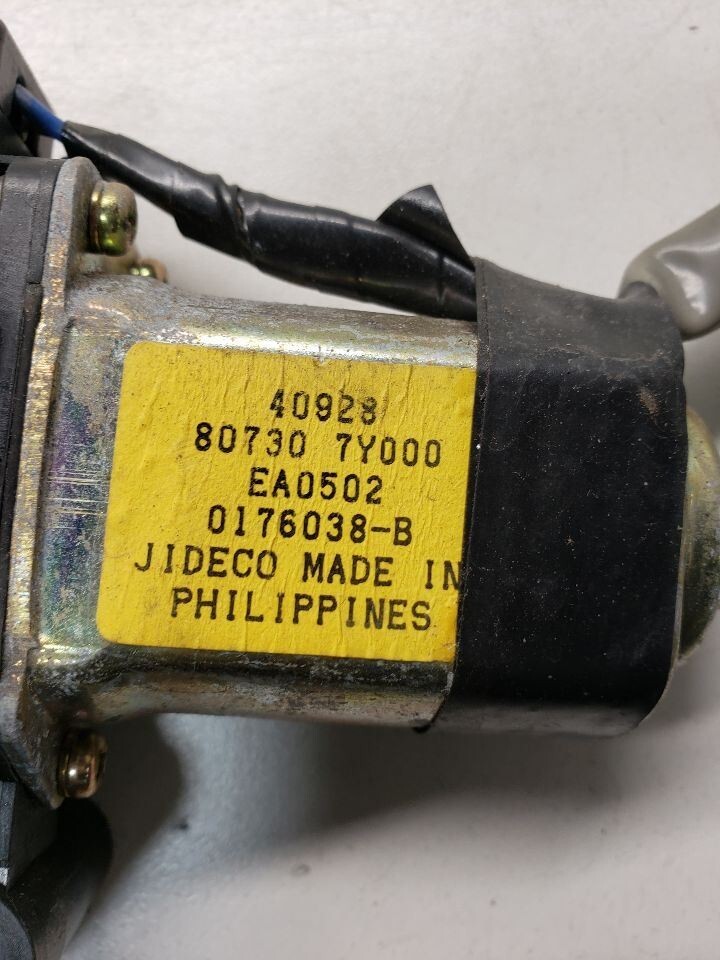 40928
80730 7Y000
EA0502
0176038-B
JIDECO MADE IN
PHILIPPINES